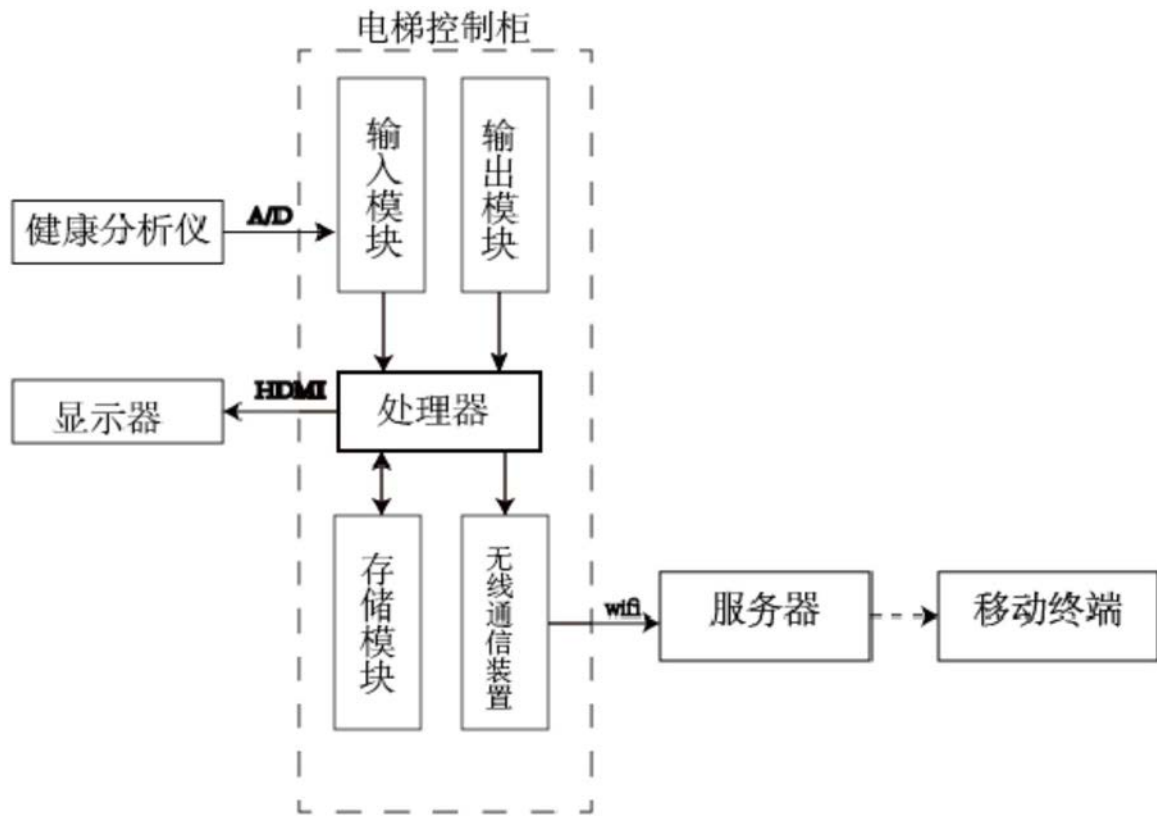 电梯控制柜
输入模块
输出模块
健康分析仪
A/D
显示器
HDMI
处理器
存储模块
无线通信装置
wifi
服务器
移动终端